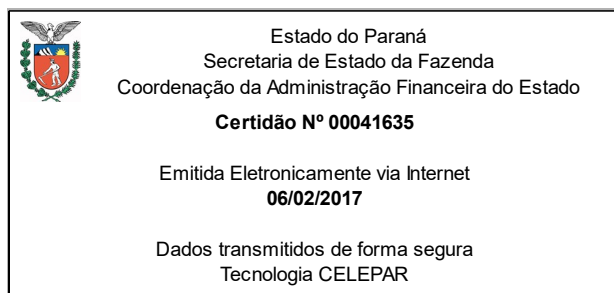 Estado do Paraná
Secretaria de Estado da Fazenda
Coordenação da Administração Financeira do Estado
Certidão Nº 00041635
Emitida Eletronicamente via Internet
06/02/2017
Dados transmitidos de forma segura
Tecnologia CELEPAR